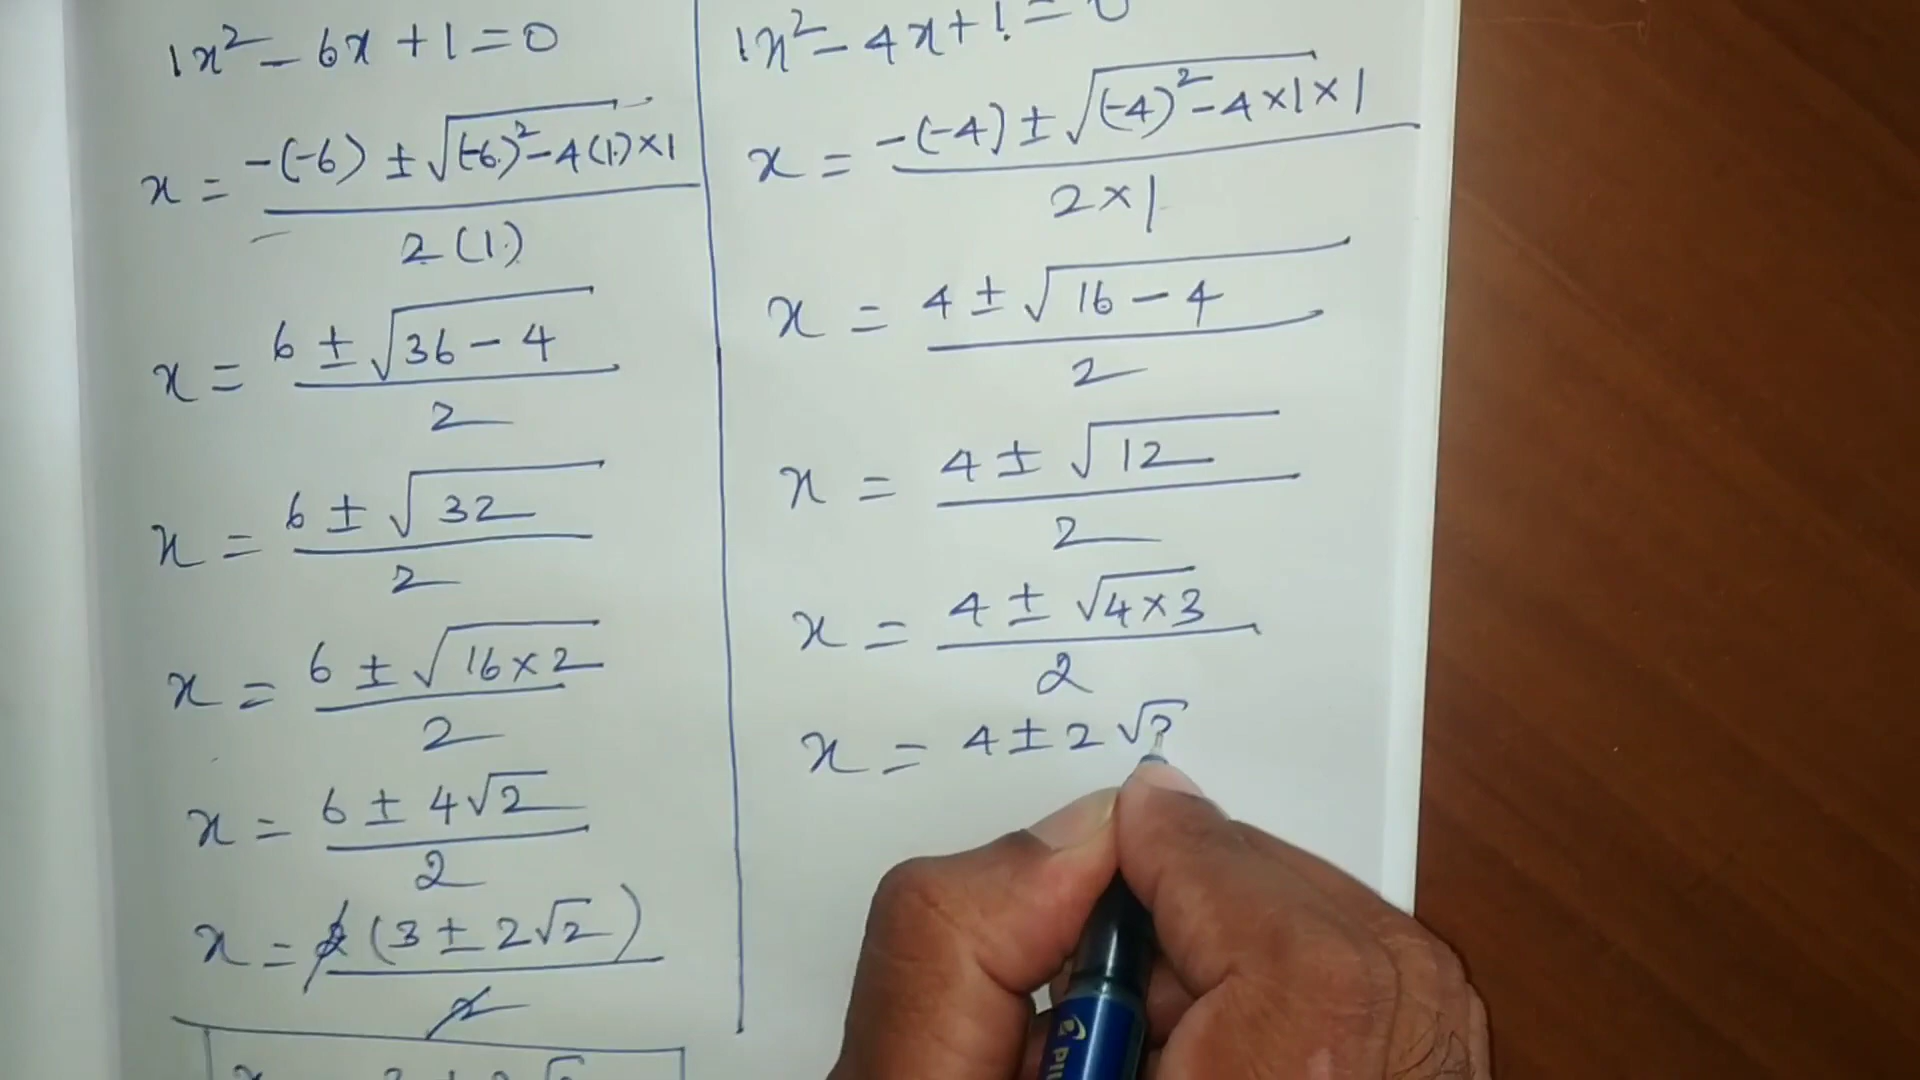 1x² - 6x + 1 = 0
x = -(-6) ± √(-6)² - 4(1) × 1
2(1)
x = 6 ± √36 - 4
2
x = 6 ± √32
2
x = 6 ± √16 × 2
2
x = 6 ± 4√2
2
x = 2(3 ± 2√2)
2
1x² - 4x + 1 = 0
x = -(-4) ± √(-4)² - 4 × 1 × 1
2 × 1
x = 4 ± √16 - 4
2
x = 4 ± √12
2
x = 4 ± √4 × 3
2
x = 4 ± 2√